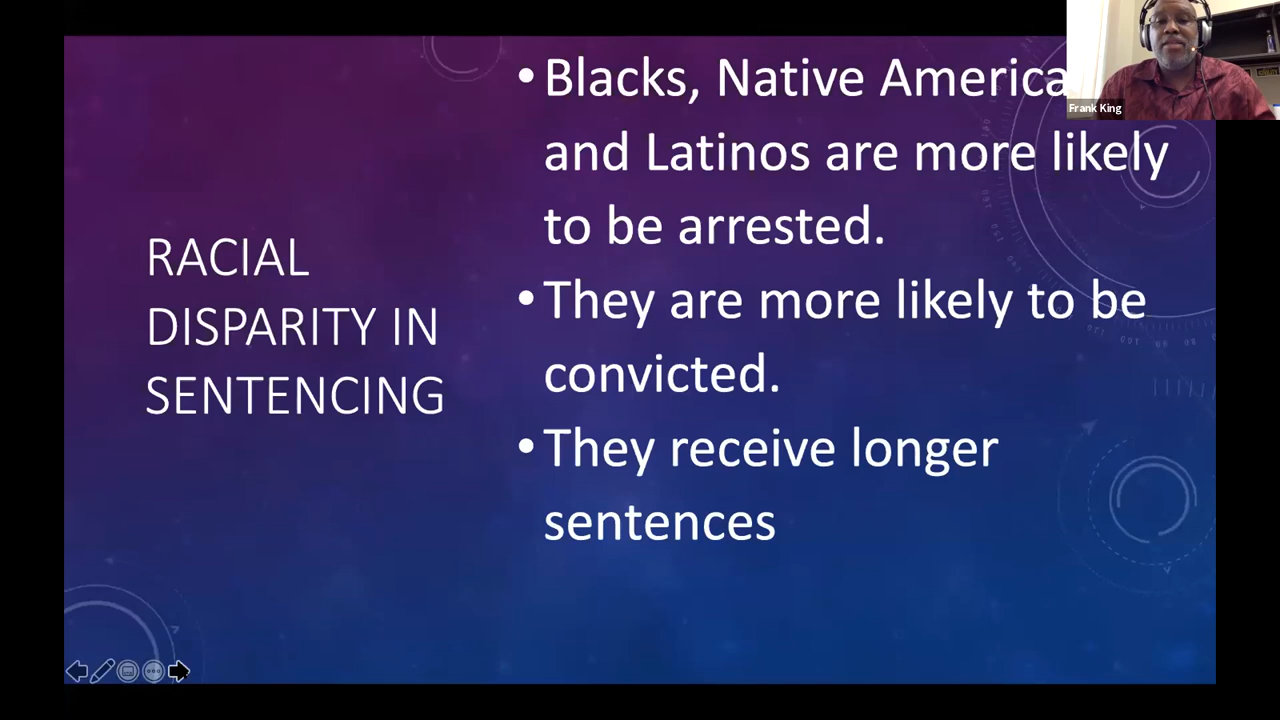 RACIAL
DISPARITY IN
SENTENCING
• Blacks, Native America
and Latinos are more likely
to be arrested.
• They are more likely to be
convicted.
• They receive longer
sentences
Frank King